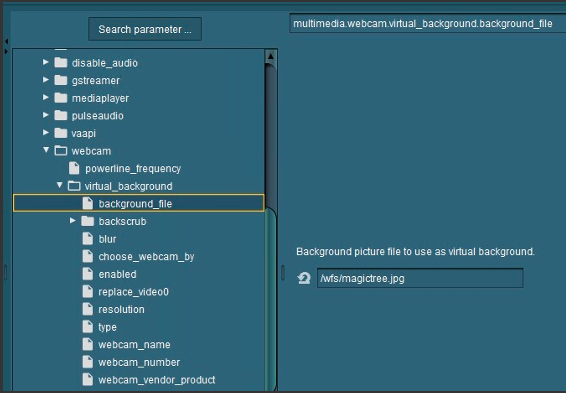 Search parameter ...
multimedia.webcam.virtual_background.background_file
disable_audio
gstreamer
mediaplayer
pulseaudio
vaapi
webcam
powerline_frequency
virtual_background
background_file
backscrub
blur
choose_webcam_by
enabled
replace_video0
resolution
type
webcam_name
webcam_number
webcam_vendor_product
Background picture file to use as virtual background.
/wfs/magictree.jpg